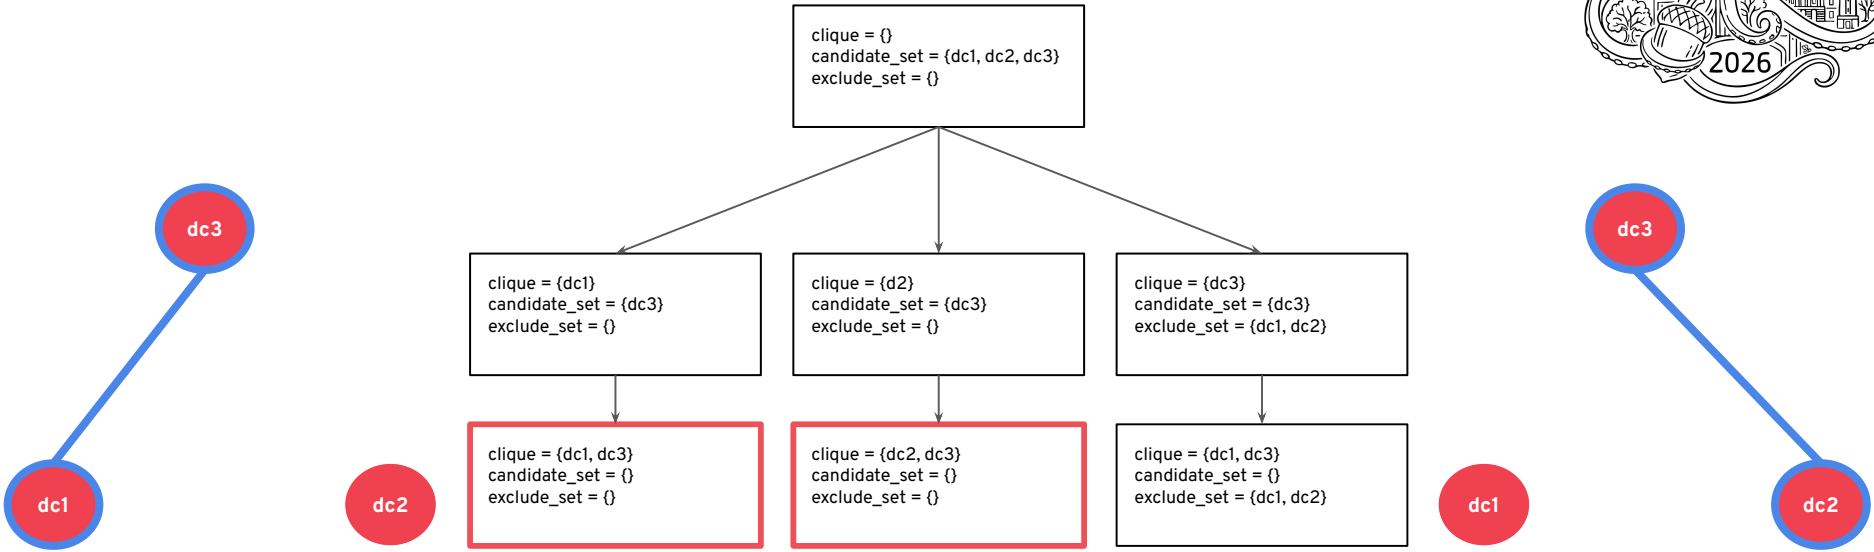 clique = {}
candidate_set = {dc1, dc2, dc3}
exclude_set = {}
2026
dc3
dc3
clique = {dc1}
candidate_set = {dc3}
exclude_set = {}
clique = {d2}
candidate_set = {dc3}
exclude_set = {}
clique = {dc3}
candidate_set = {dc3}
exclude_set = {dc1, dc2}
dc1
dc2
clique = {dc1, dc3}
candidate_set = {}
exclude_set = {}
clique = {dc2, dc3}
candidate_set = {}
exclude_set = {}
clique = {dc1, dc3}
candidate_set = {}
exclude_set = {dc1, dc2}
dc1
dc2